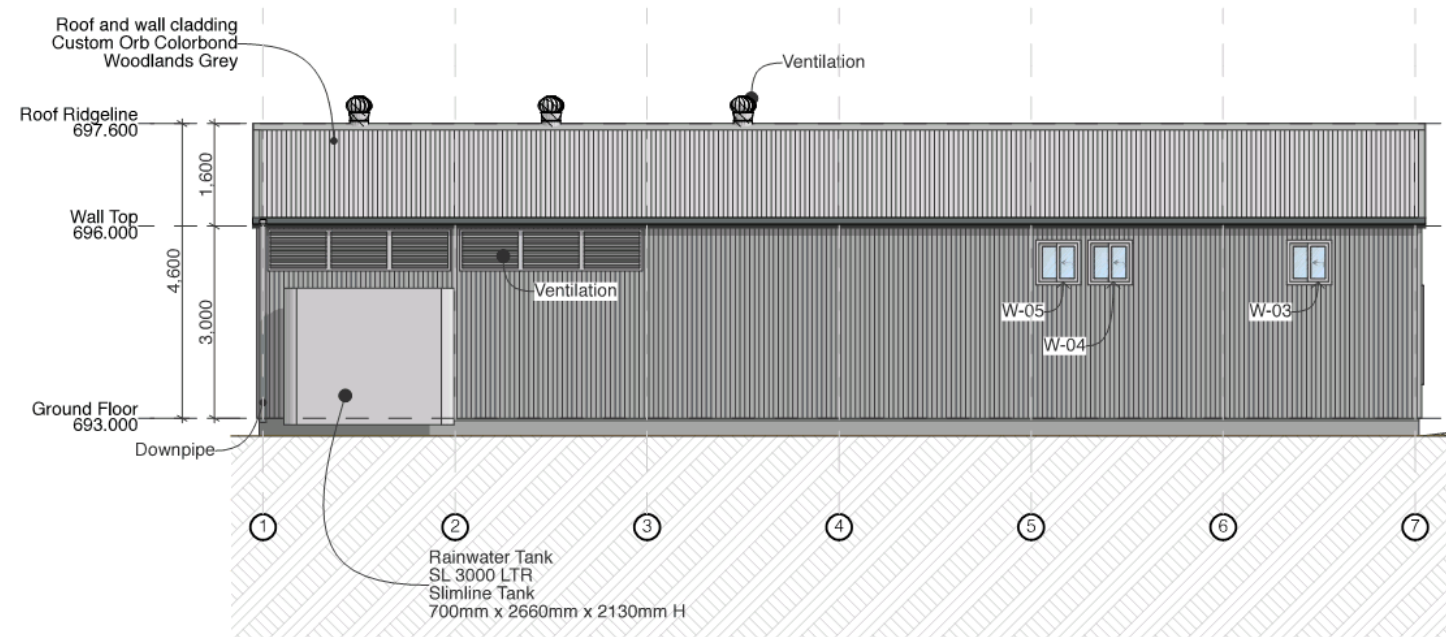 Roof and wall cladding
Custom Orb Colorbond
Woodlands Grey
Ventilation
Roof Ridgeline
697.600
1,600
Wall Top
696.000
4,600
3,000
Ventilation
W-05
W-04
W-03
Ground Floor
693.000
Downpipe
1
2
3
4
5
6
7
Rainwater Tank
SL 3000 LTR
Slimline Tank
700mm x 2660mm x 2130mm H